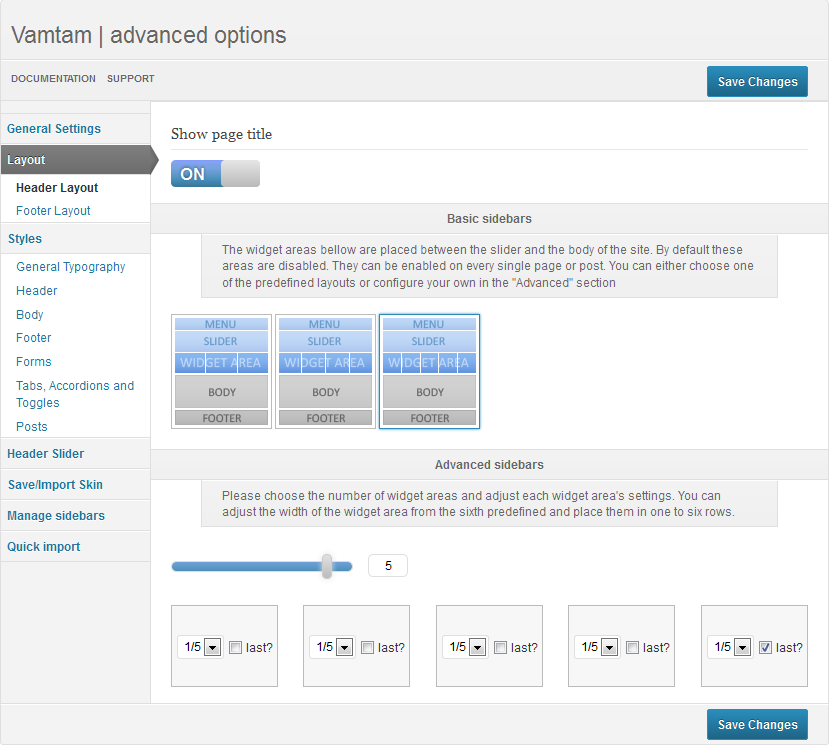 Vamtam | advanced options
DOCUMENTATION SUPPORT
Save Changes
General Settings
Layout
Header Layout
Footer Layout
Styles
General Typography
Header
Body
Footer
Forms
Tabs, Accordions and
Toggles
Posts
Header Slider
Save/Import Skin
Manage sidebars
Quick import
Show page title
ON
Basic sidebars
The widget areas bellow are placed between the slider and the body of the site. By default these
areas are disabled. They can be enabled on every single page or post. You can either choose one
of the predefined layouts or configure your own in the "Advanced" section
MENU MENU MENU
SLIDER SLIDER SLIDER
WIDGET AREA WIDGET AREA WIDGET AREA
BODY BODY BODY
FOOTER FOOTER FOOTER
Advanced sidebars
Please choose the number of widget areas and adjust each widget area's settings. You can
adjust the width of the widget area from the sixth predefined and place them in one to six rows.
5
1/5 last? 1/5 last? 1/5 last? 1/5 last? 1/5 last?
Save Changes